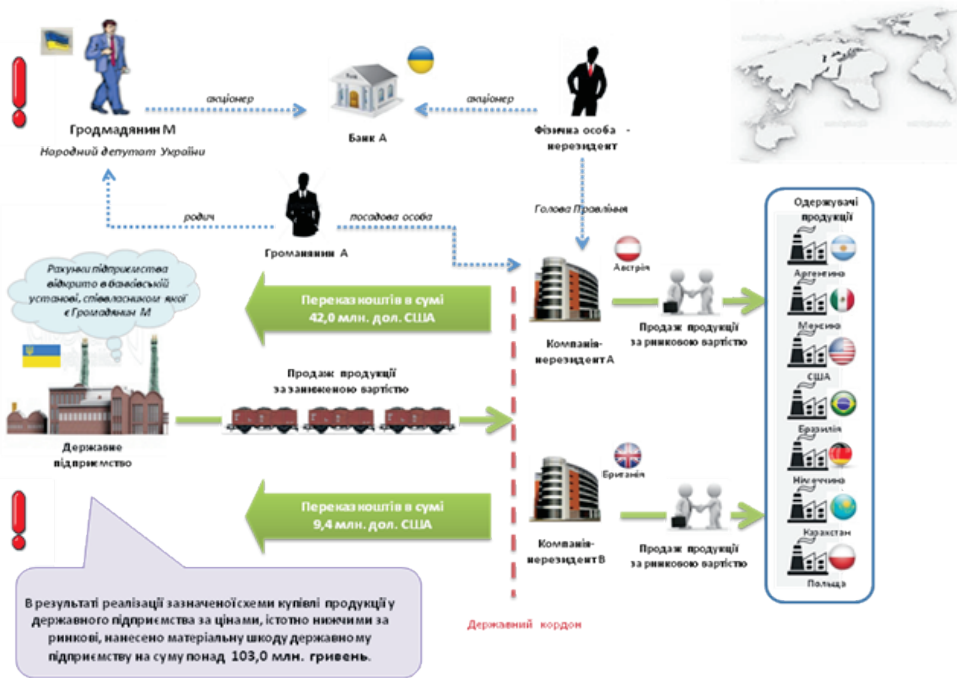 акціонер
акціонер
Гродмадянин М
Народний депутат України
Банк А
Фізична особа -
нерезидент
родич
посадова особа
Голова Правління
Громанянин А
Рахунки підприємства
відкрито в банківській
установі, співвласником якої
є Громадянин М
Переказ коштів в сумі
42,0 млн. дол. США
Австрія
Компанія-
нерезидент А
Продаж продукції
за ринковою вартістю
Одержувачі
продукції
Аргентина
Мексика
США
Бразилія
Німеччина
Казахстан
Польща
Продаж продукції
за заниженою вартістю
Державне
підприємство
Британія
Переказ коштів в сумі
9,4 млн. дол. США
Компанія-
нерезидент В
Продаж продукції
за ринковою вартістю
Державний кордон
В результаті реалізації зазначеної схеми купівлі продукції у
державного підприємства за цінами, істотно нижчими за
ринкові, нанесено матеріальну шкоду державному
підприємству на суму понад 103,0 млн. гривень.